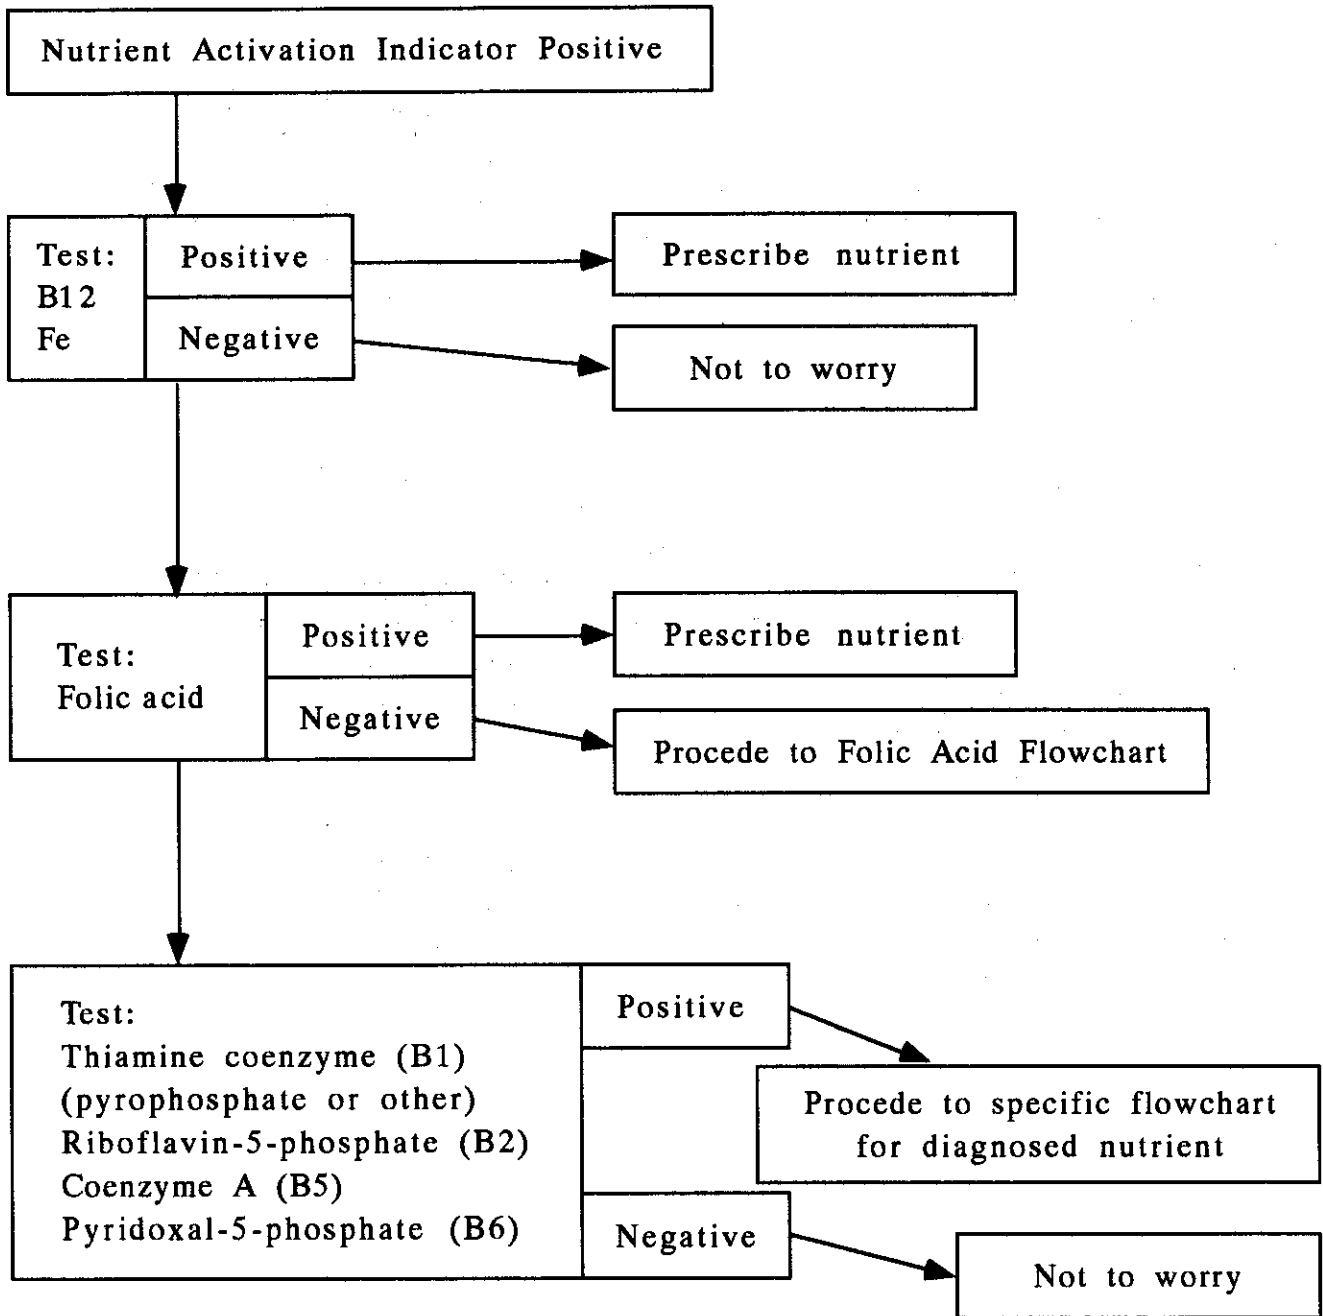 Nutrient Activation Indicator Positive
Test:
B12
Fe
Positive
Negative
Prescribe nutrient
Not to worry
Test:
Folic acid
Positive
Negative
Prescribe nutrient
Procede to Folic Acid Flowchart
Test:
Thiamine coenzyme (B1)
(pyrophosphate or other)
Riboflavin-5-phosphate (B2)
Coenzyme A (B5)
Pyridoxal-5-phosphate (B6)
Positive
Negative
Procede to specific flowchart
for diagnosed nutrient
Not to worry